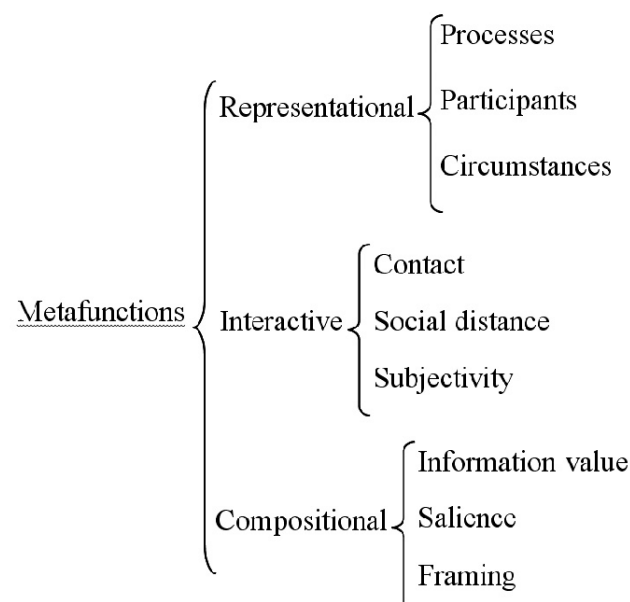 Processes
Representational
Participants
Circumstances
Contact
Metafunctions
Interactive
Social distance
Subjectivity
Information value
Compositional
Salience
Framing